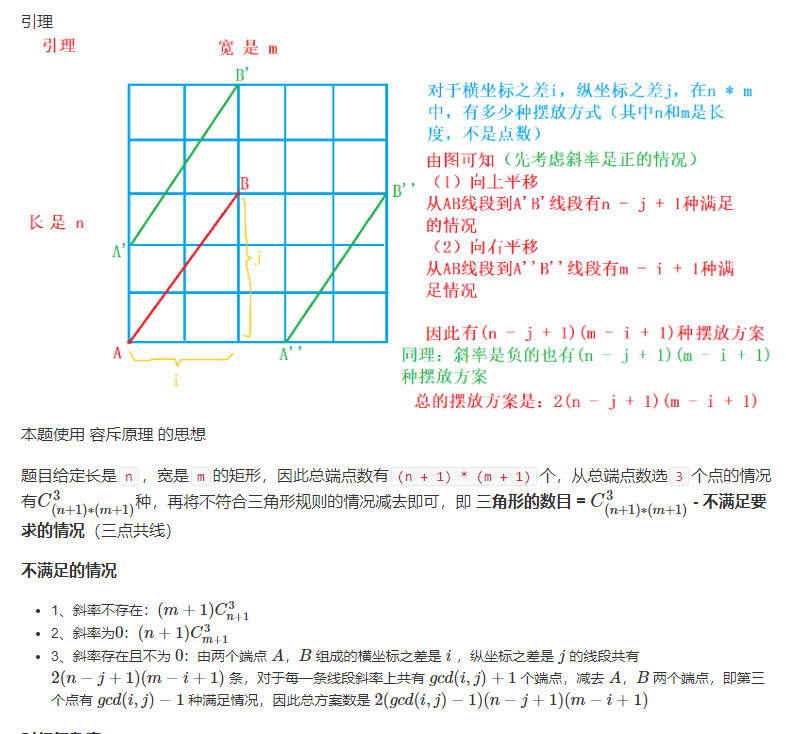 引理
引理
宽 是 m
B'
B
B''
长 是 n
A'
j
A
i
A''
对于横坐标之差i，纵坐标之差j，在n * m
中，有多少种摆放方式（其中n和m是长
度，不是点数）
由图可知（先考虑斜率是正的情况）
（1）向上平移
从AB线段到A'B'线段有n - j + 1种满足
的情况
（2）向右平移
从AB线段到A''B''线段有m - i + 1种满
足情况
因此有(n - j + 1)(m - i + 1)种摆放方案
同理：斜率是负的也有(n - j + 1)(m - i + 1)
种摆放方案
总的摆放方案是：2(n - j + 1)(m - i + 1)
本题使用 容斥原理 的思想
题目给定长是 n ，宽是 m 的矩形，因此总端点数有 (n + 1) * (m + 1) 个，从总端点数选 3 个点的情况
有$C_{(n+1)*(m+1)}^{3}$种，再将不符合三角形规则的情况减去即可，即 三角形的数目 = $C_{(n+1)*(m+1)}^{3}$ - 不满足要
求的情况（三点共线）
不满足的情况
• 1、斜率不存在：$(m+1)C_{n+1}^{3}$
• 2、斜率为0：$(n+1)C_{m+1}^{3}$
• 3、斜率存在且不为 0：由两个端点 A，B 组成的横坐标之差是 i ，纵坐标之差是 j 的线段共有
2(n − j + 1)(m − i + 1) 条，对于每一条线段斜率上共有 gcd(i, j) + 1 个端点，减去 A，B 两个端点，即第三
个点有 gcd(i, j) − 1 种满足情况，因此总方案数是 2(gcd(i, j) − 1)(n − j + 1)(m − i + 1)